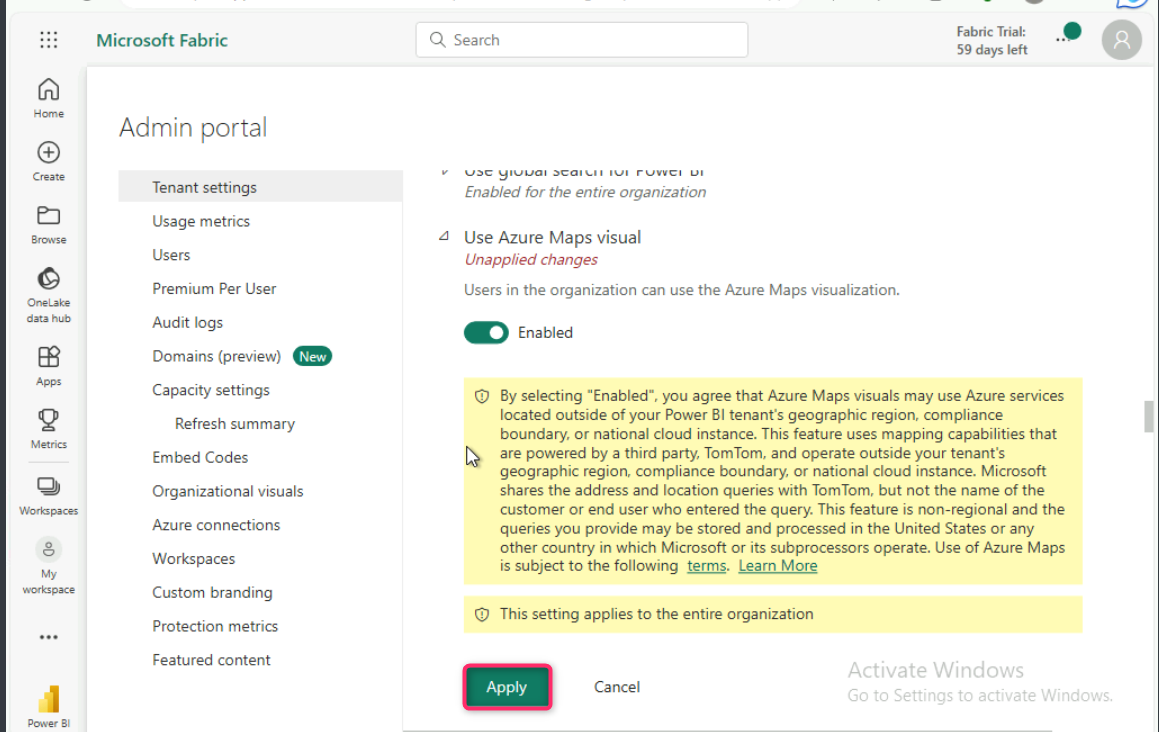 Microsoft Fabric
Search
Fabric Trial:
59 days left
Home
Create
Browse
OneLake
data hub
Apps
Metrics
Workspaces
My
workspace
Power BI
Admin portal
Tenant settings
Usage metrics
Users
Premium Per User
Audit logs
Domains (preview) New
Capacity settings
Refresh summary
Embed Codes
Organizational visuals
Azure connections
Workspaces
Custom branding
Protection metrics
Featured content
Use global search for Power BI
Enabled for the entire organization
Use Azure Maps visual
Unapplied changes
Users in the organization can use the Azure Maps visualization.
Enabled
By selecting "Enabled", you agree that Azure Maps visuals may use Azure services
located outside of your Power BI tenant's geographic region, compliance
boundary, or national cloud instance. This feature uses mapping capabilities that
are powered by a third party, TomTom, and operate outside your tenant's
geographic region, compliance boundary, or national cloud instance. Microsoft
shares the address and location queries with TomTom, but not the name of the
customer or end user who entered the query. This feature is non-regional and the
queries you provide may be stored and processed in the United States or any
other country in which Microsoft or its subprocessors operate. Use of Azure Maps
is subject to the following terms. Learn More
This setting applies to the entire organization
Apply
Cancel
Activate Windows
Go to Settings to activate Windows.